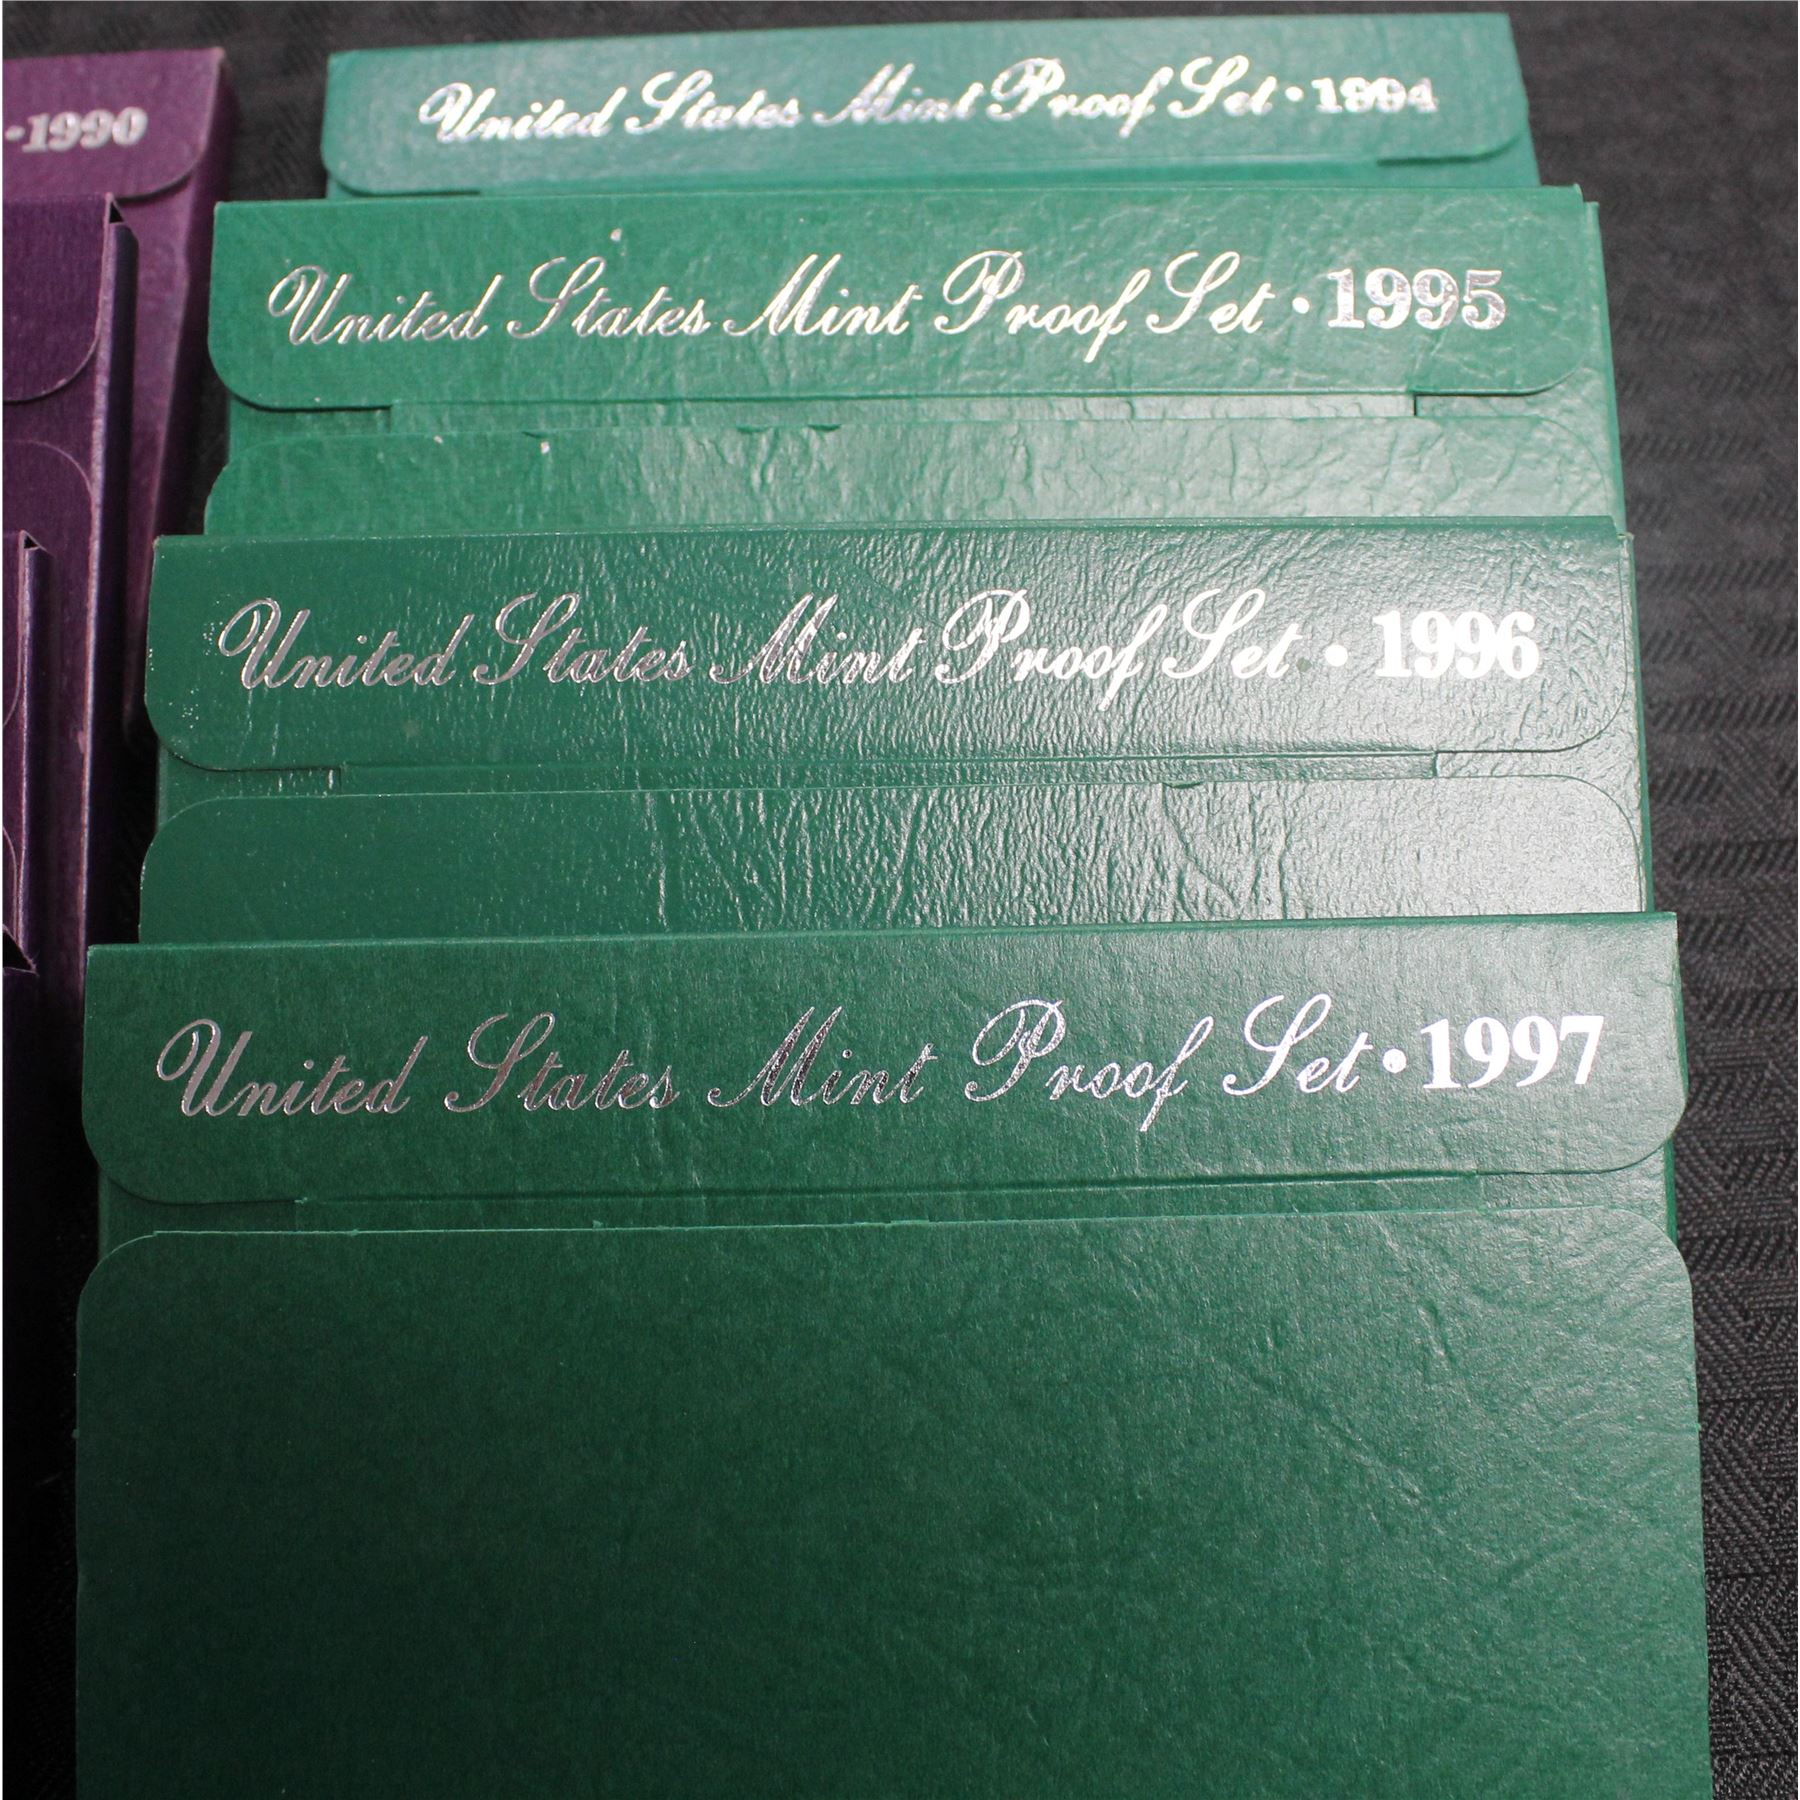 ·1990
United States Mint Proof Set · 1994
United States Mint Proof Set · 1995
United States Mint Proof Set · 1996
United States Mint Proof Set · 1997